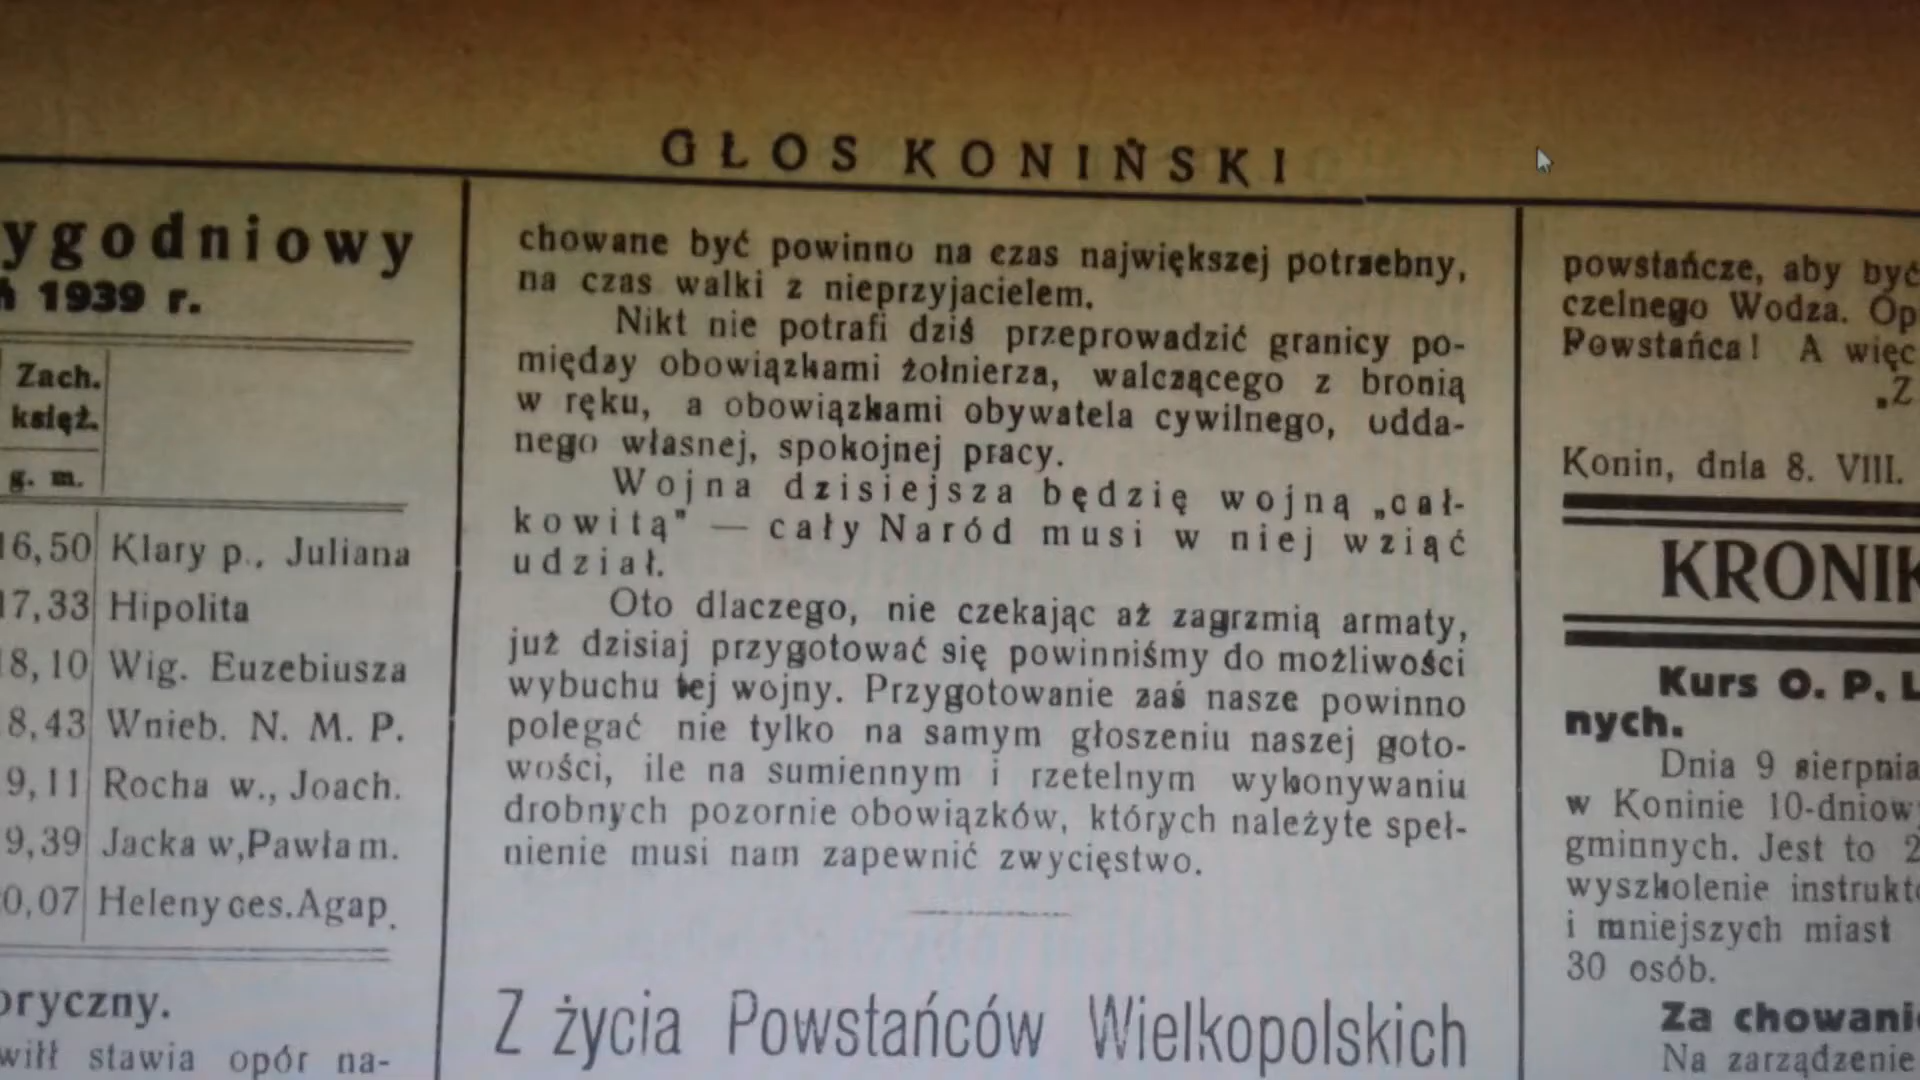 GŁOS KONIŃSKI
ygodniowy
ń 1939 r.
Zach.
księż.
g. m.
16,50 Klary p., Juliana
17,33 Hipolita
18,10 Wig. Euzebiusza
8,43 Wnieb. N. M. P.
9,11 Rocha w., Joach.
9,39 Jacka w,Pawła m.
0,07 Heleny ces.Agap.
oryczny.
wiłł stawia opór na-
chowane być powinno na czas największej potrzebny,
na czas walki z nieprzyjacielem.
Nikt nie potrafi dziś przeprowadzić granicy po-
między obowiązkami żołnierza, walczącego z bronią
w ręku, a obowiązkami obywatela cywilnego, odda-
nego własnej, spokojnej pracy.
Wojna dzisiejsza będzię wojną „cał-
kowitą" — cały Naród musi w niej wziąć
udział.
Oto dlaczego, nie czekając aż zagrzmią armaty,
już dzisiaj przygotować się powinniśmy do możliwości
wybuchu tej wojny. Przygotowanie zaś nasze powinno
polegać nie tylko na samym głoszeniu naszej goto-
wości, ile na sumiennym i rzetelnym wykonywaniu
drobnych pozornie obowiązków, których należyte speł-
nienie musi nam zapewnić zwycięstwo.
Z życia Powstańców Wielkopolskich
powstańcze, aby być
czelnego Wodza. Op
Powstańca! A więc
„Z
Konin, dnia 8. VIII.
KRONIK
Kurs O. P. L
nych.
Dnia 9 sierpnia
w Koninie 10-dniow
gminnych. Jest to 2
wyszkolenie instrukto
i mniejszych miast
30 osób.
Za chowani
Na zarządzenie